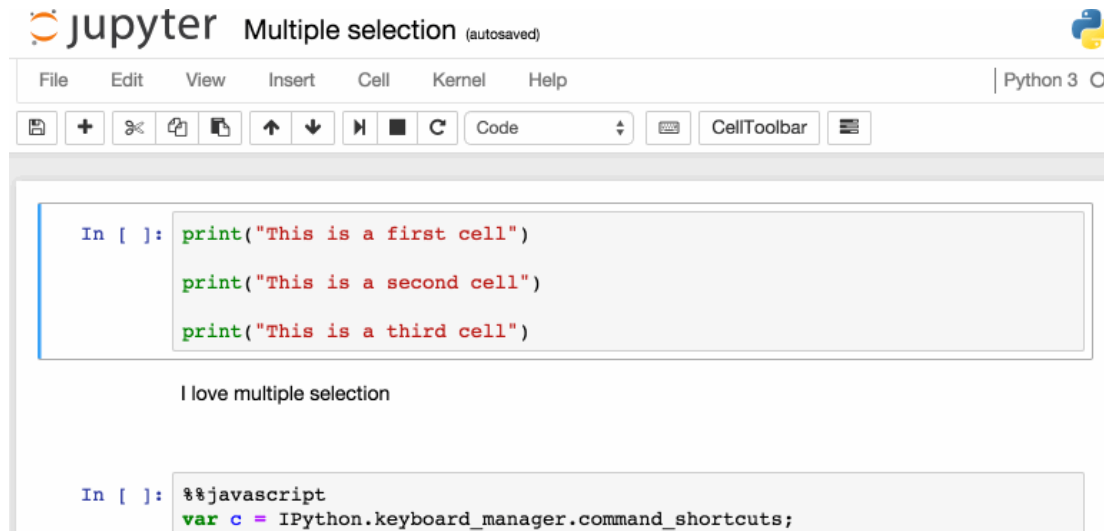 jupyter Multiple selection (autosaved)
File Edit View Insert Cell Kernel Help Python 3
Code CellToolbar
In [ ]: print("This is a first cell")
print("This is a second cell")
print("This is a third cell")
I love multiple selection
In [ ]: %%javascript
var c = IPython.keyboard_manager.command_shortcuts;